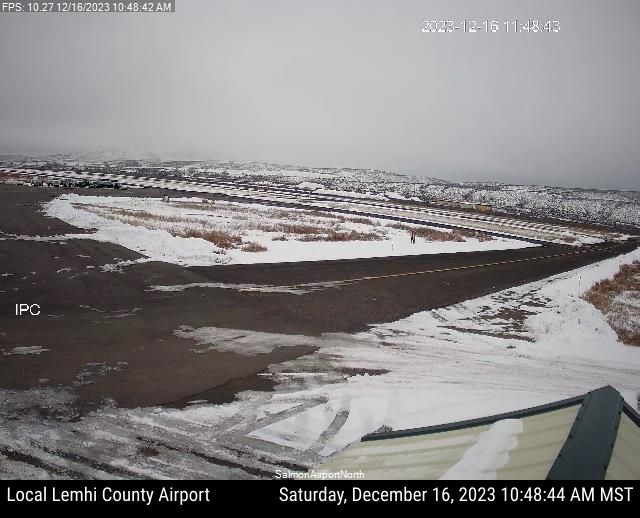 FPS: 10.27 12/16/2023 10:48:42 AM
2023-12-16 11:48:43
IPC
SalmonAirportNorth
Local Lemhi County Airport Saturday, December 16, 2023 10:48:44 AM MST